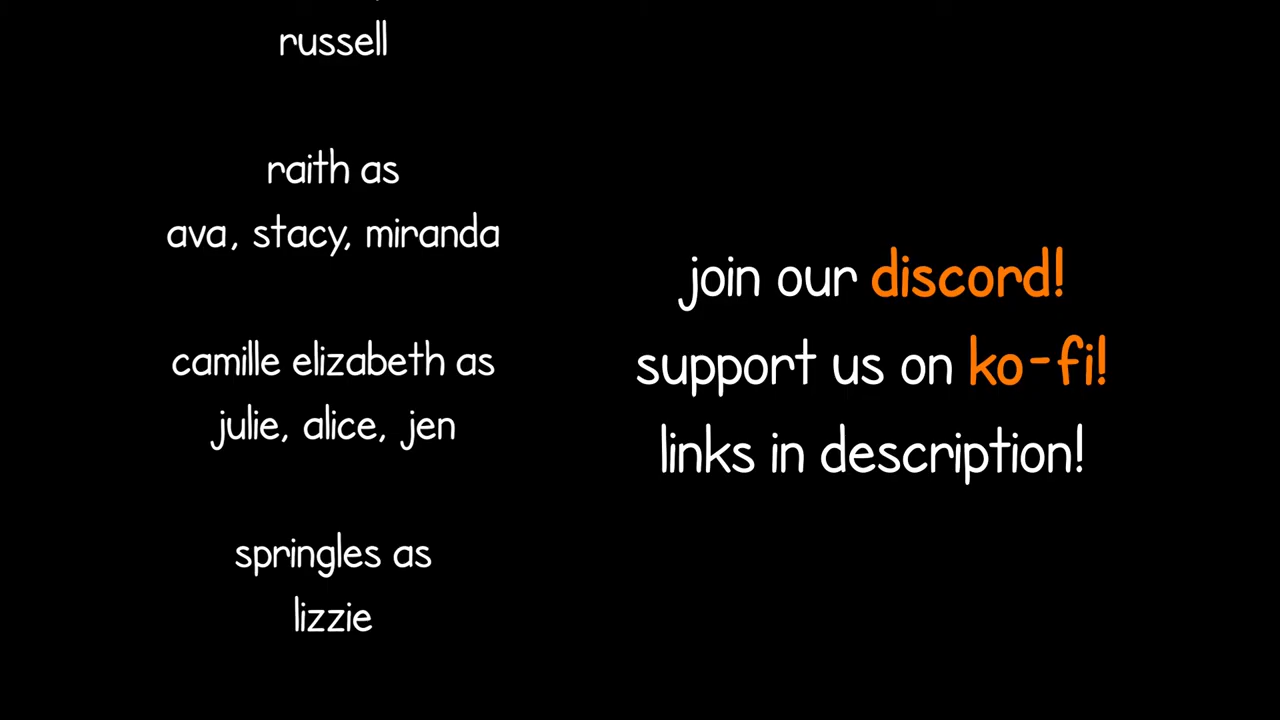 russell
raith as
ava, stacy, miranda
camille elizabeth as
julie, alice, jen
springles as
lizzie
join our discord!
support us on ko-fi!
links in description!